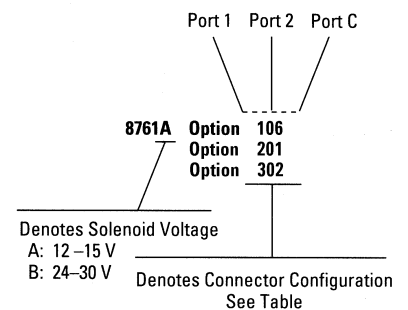 Port 1 Port 2 Port C
8761A Option 106
Option 201
Option 302
Denotes Solenoid Voltage
A: 12–15 V
B: 24–30 V
Denotes Connector Configuration
See Table